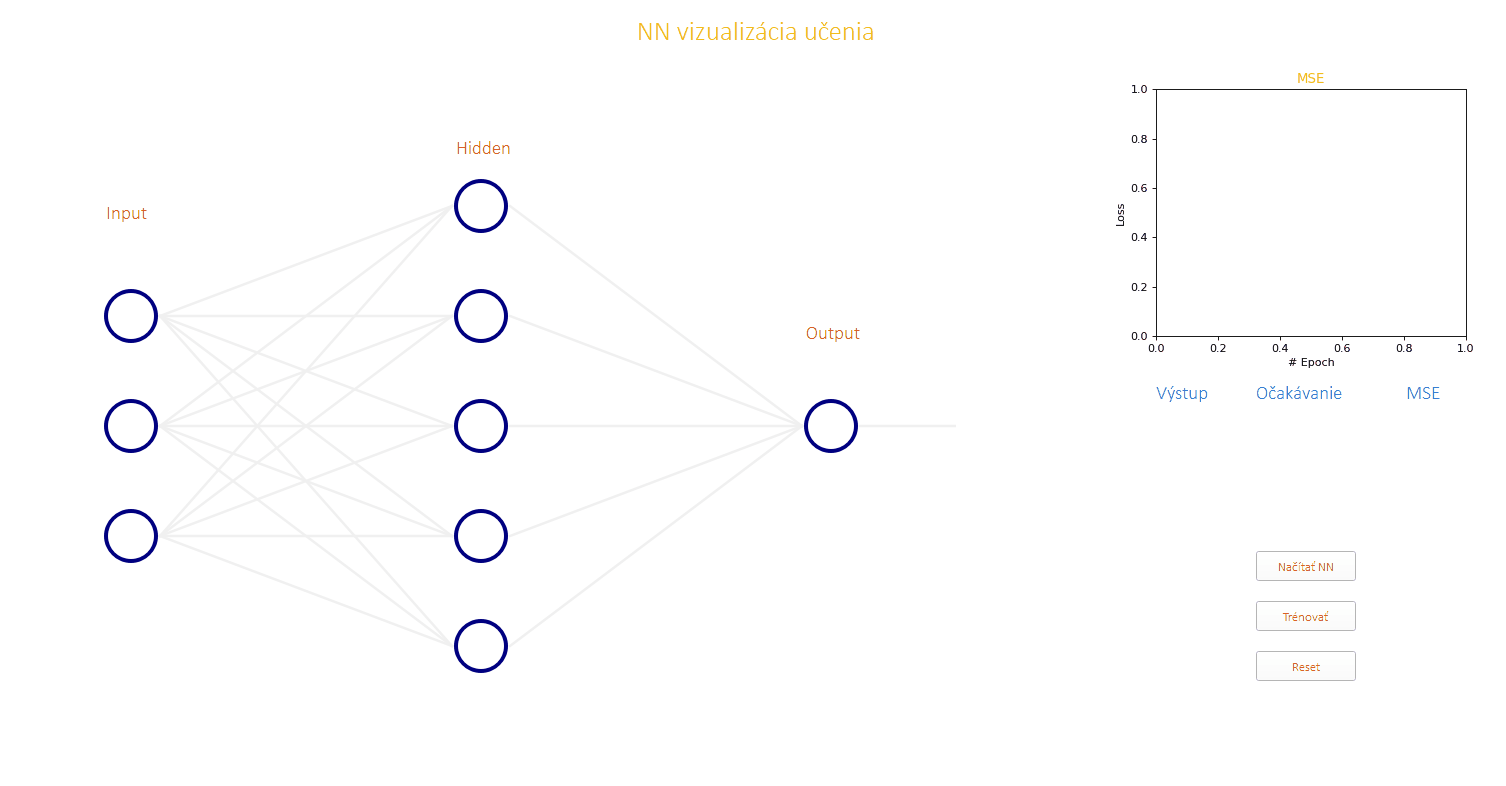 NN vizualizácia učenia
Input
Hidden
Output
MSE
1.0
0.8
0.6
0.4
0.2
0.0
Loss
0.0 0.2 0.4 0.6 0.8 1.0
# Epoch
Výstup Očakávanie MSE
Načítať NN
Trénovať
Reset